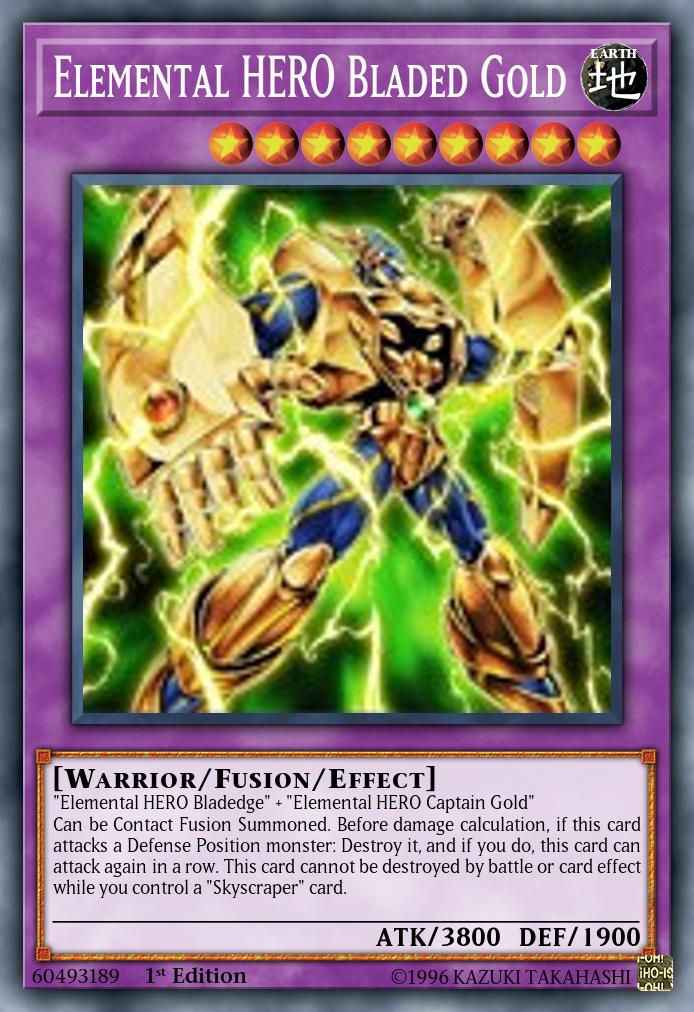 Elemental HERO Bladed Gold
EARTH
地
[Warrior/Fusion/Effect]
"Elemental HERO Bladedge" + "Elemental HERO Captain Gold"
Can be Contact Fusion Summoned. Before damage calculation, if this card
attacks a Defense Position monster: Destroy it, and if you do, this card can
attack again in a row. This card cannot be destroyed by battle or card effect
while you control a "Skyscraper" card.
ATK/3800 DEF/1900
60493189 1st Edition ©1996 KAZUKI TAKAHASHI